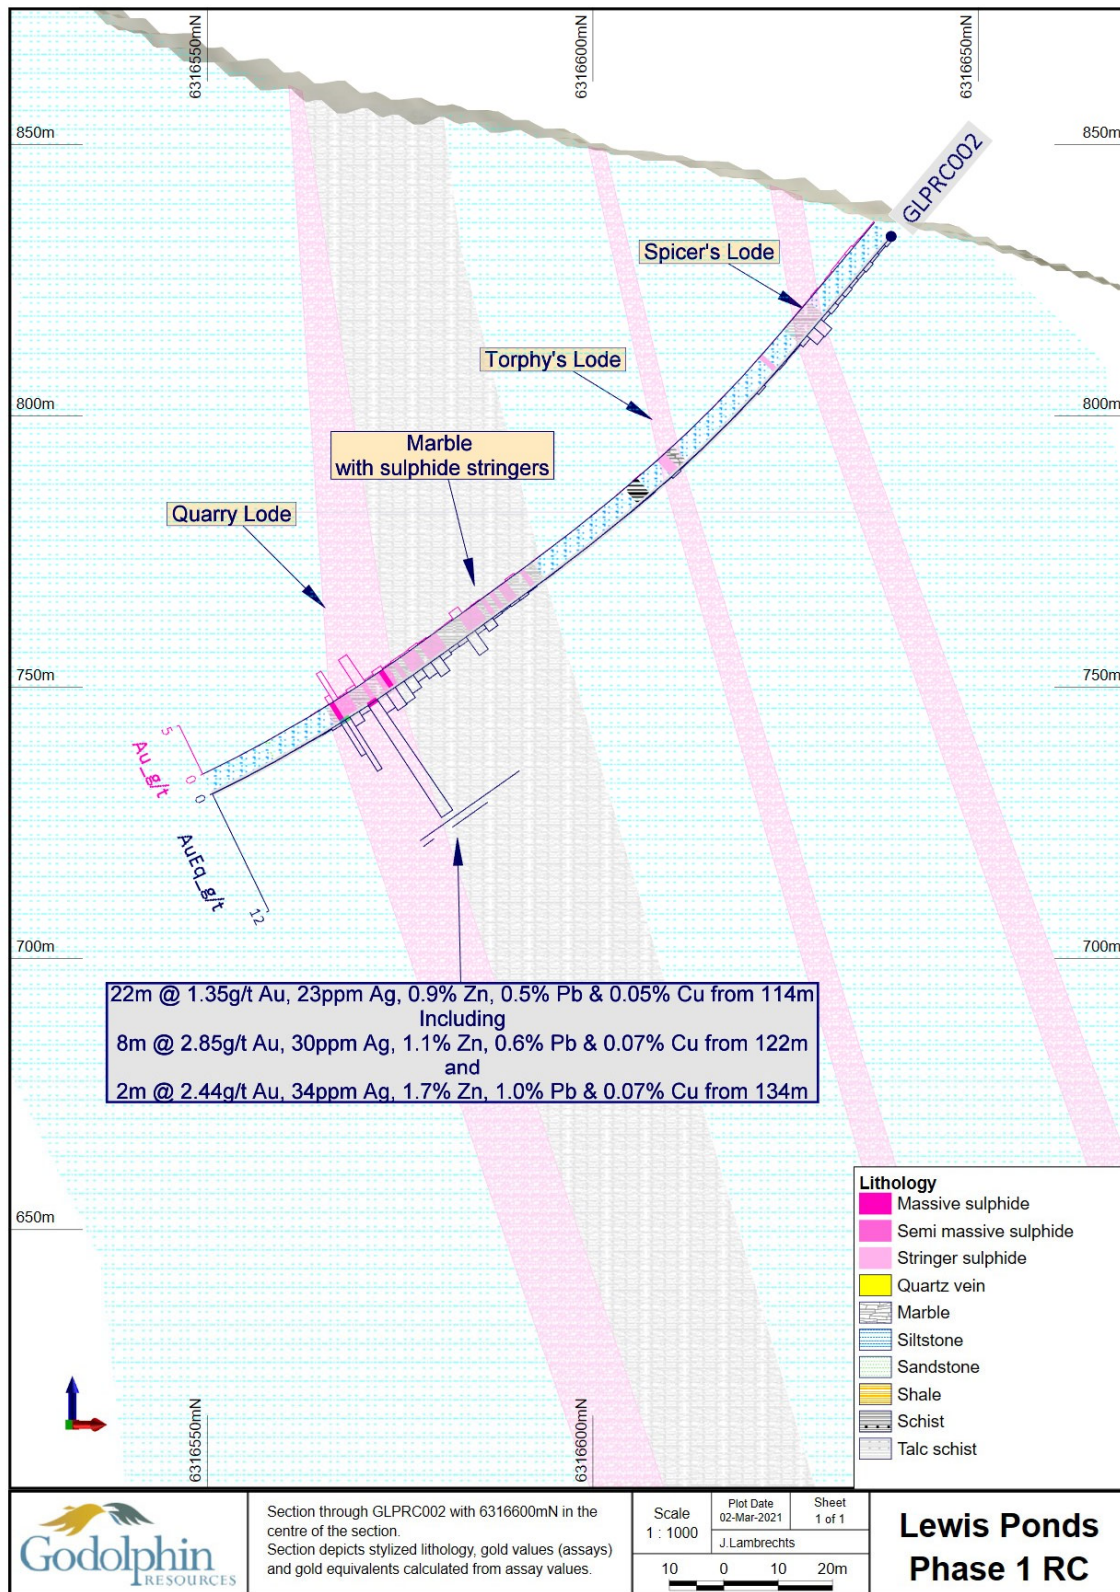 6316550mN
6316600mN
6316650mN
850m
850m
GLPRC002
Spicer's Lode
Torphy's Lode
800m
800m
Marble
with sulphide stringers
Quarry Lode
750m
750m
5
0
Au_g/t
0
AuEq_g/t
12
700m
700m
22m @ 1.35g/t Au, 23ppm Ag, 0.9% Zn, 0.5% Pb & 0.05% Cu from 114m
Including
8m @ 2.85g/t Au, 30ppm Ag, 1.1% Zn, 0.6% Pb & 0.07% Cu from 122m
and
2m @ 2.44g/t Au, 34ppm Ag, 1.7% Zn, 1.0% Pb & 0.07% Cu from 134m
650m
Lithology
Massive sulphide
Semi massive sulphide
Stringer sulphide
Quartz vein
Marble
Siltstone
Sandstone
Shale
Schist
Talc schist
6316550mN
6316600mN
Godolphin
RESOURCES
Section through GLPRC002 with 6316600mN in the
centre of the section.
Section depicts stylized lithology, gold values (assays)
and gold equivalents calculated from assay values.
Scale
1 : 1000
Plot Date
02-Mar-2021
Sheet
1 of 1
J.Lambrechts
10 0 10 20m
Lewis Ponds
Phase 1 RC